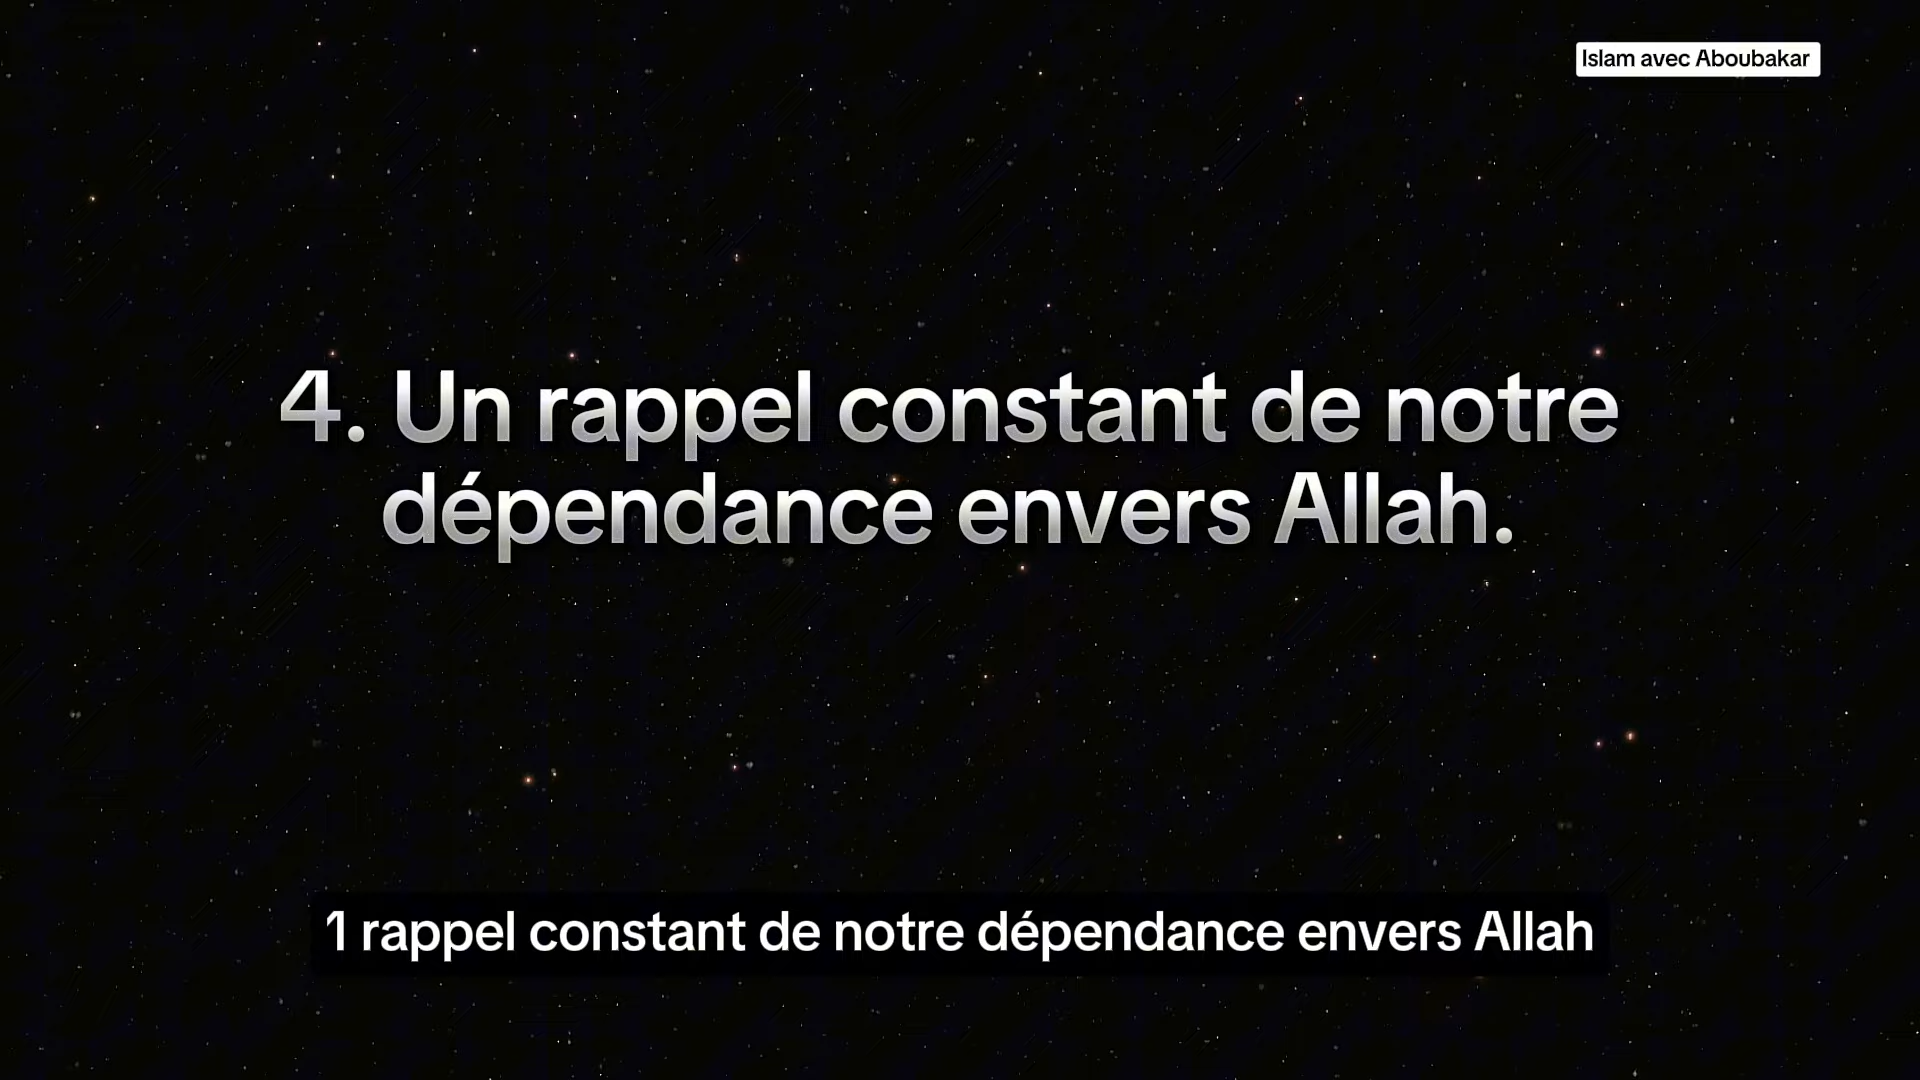 Islam avec Aboubakar
4. Un rappel constant de notre
dépendance envers Allah.
1 rappel constant de notre dépendance envers Allah